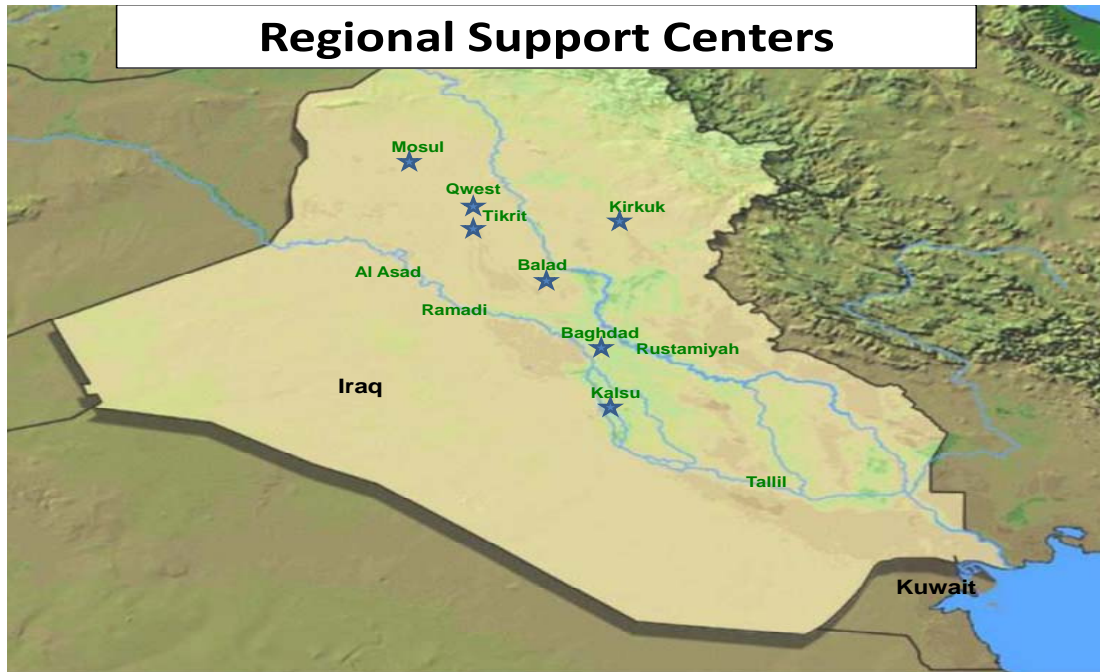 Regional Support Centers
Mosul
Qwest
Tikrit
Kirkuk
Balad
Al Asad
Ramadi
Baghdad
Rustamiyah
Iraq
Kalsu
Tallil
Kuwait